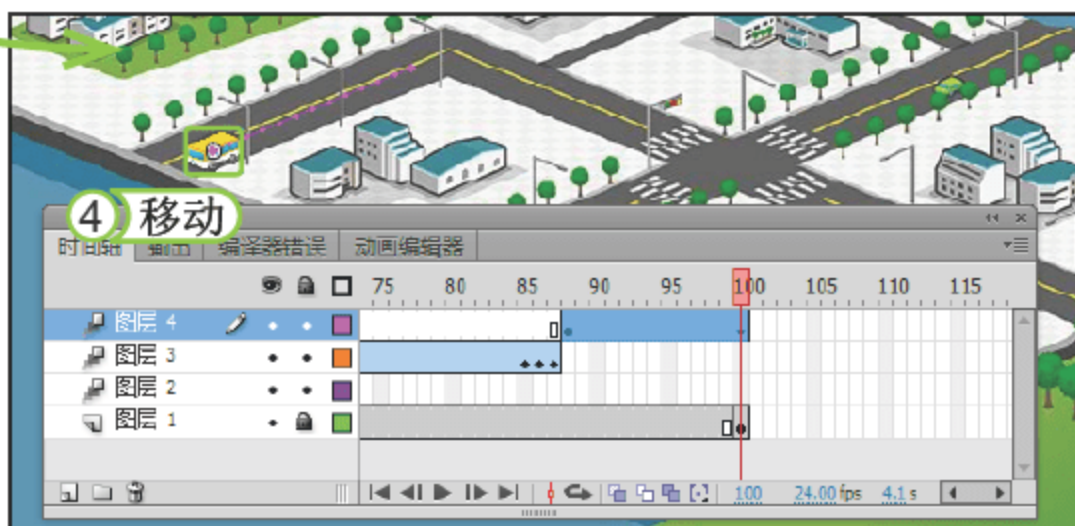 ④ 移动
时间轴 输出 编译器错误 动画编辑器
75 80 85 90 95 100 105 110 115
图层 4
图层 3
图层 2
图层 1
100 24.00 fps 4.1 s